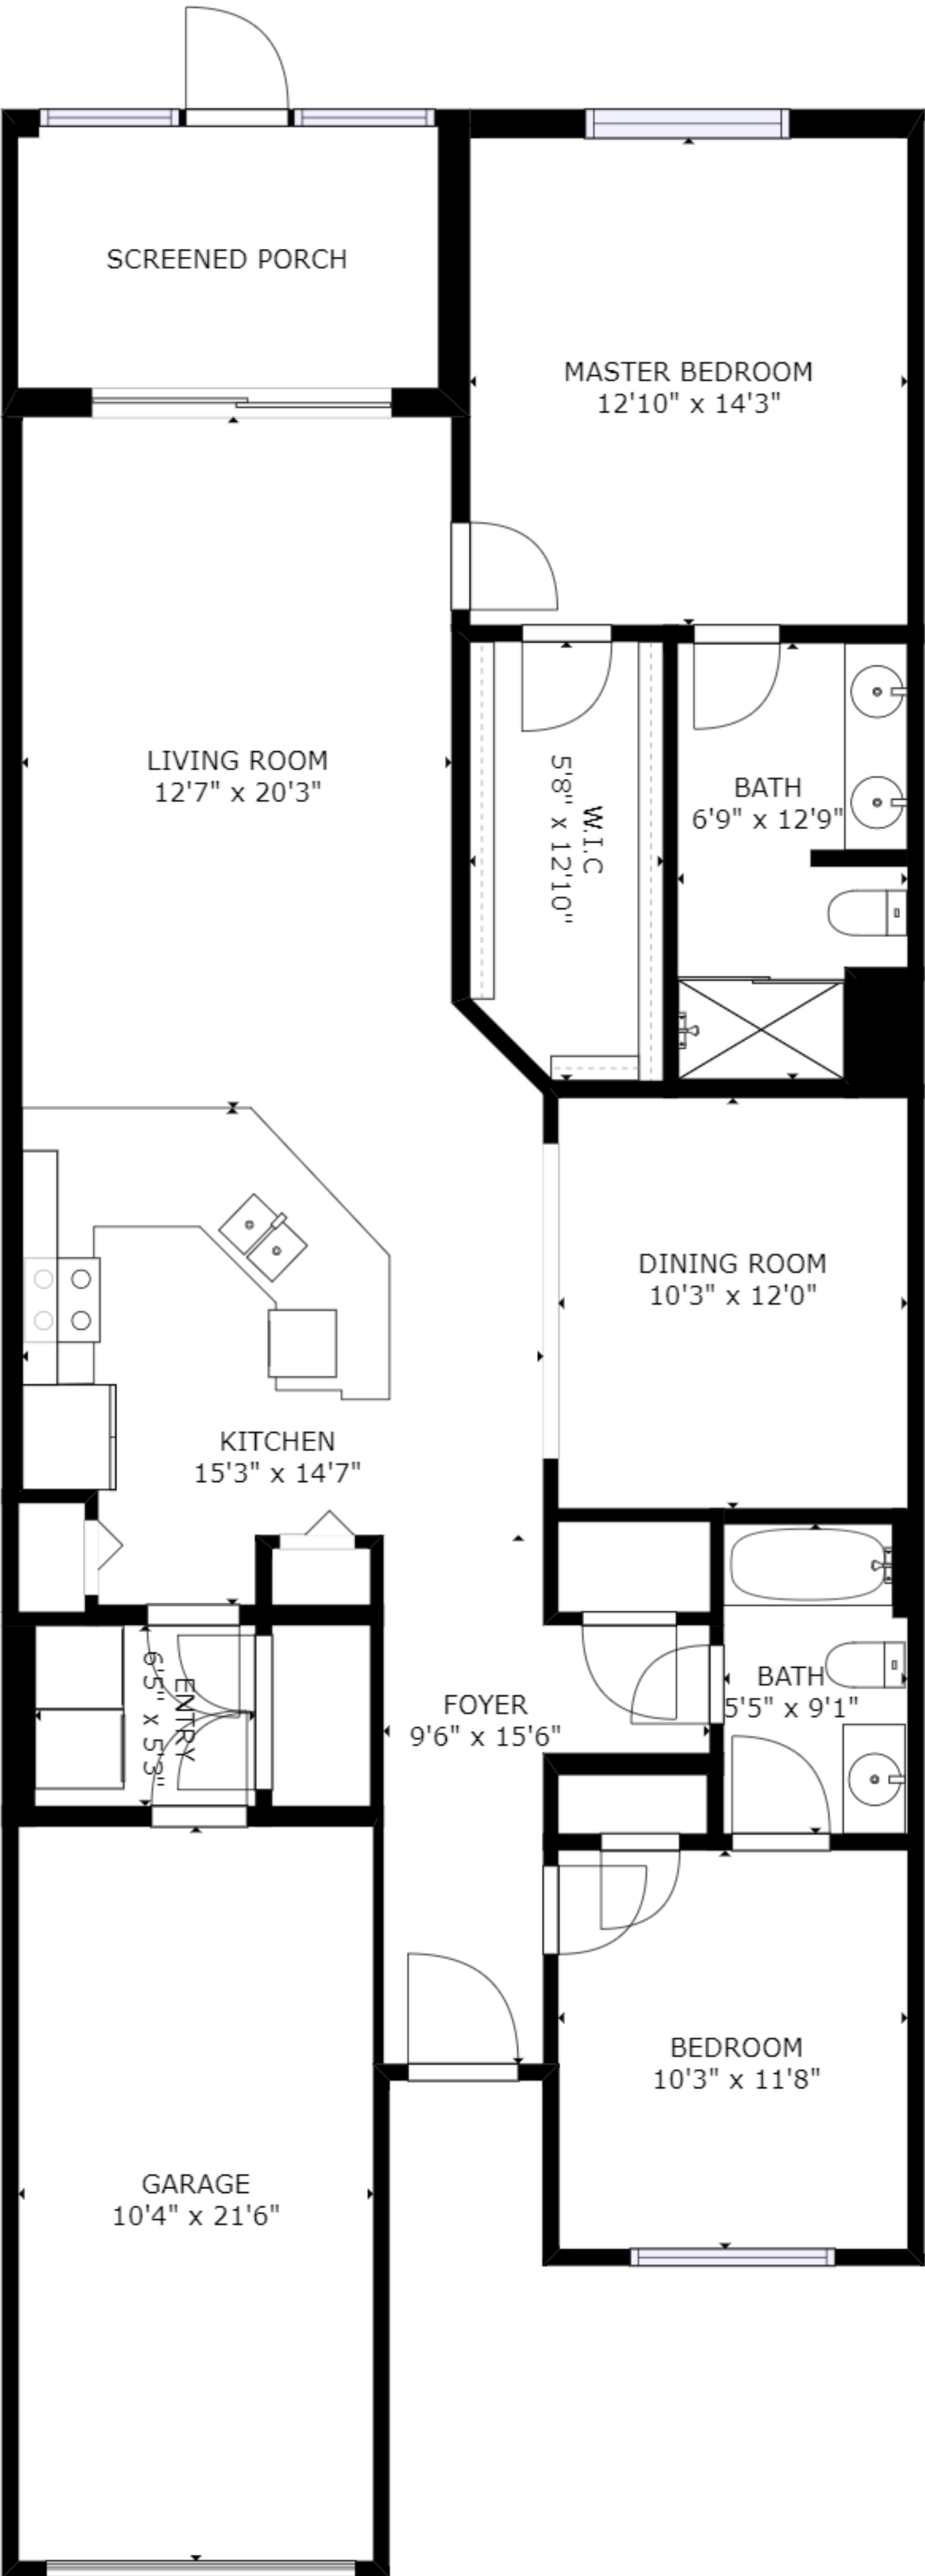 SCREENED PORCH
MASTER BEDROOM
12'10" x 14'3"
LIVING ROOM
12'7" x 20'3"
W.I.C
5'8" x 12'10"
BATH
6'9" x 12'9"
DINING ROOM
10'3" x 12'0"
KITCHEN
15'3" x 14'7"
ENTRY
6'5" x 5'3"
FOYER
9'6" x 15'6"
BATH
5'5" x 9'1"
BEDROOM
10'3" x 11'8"
GARAGE
10'4" x 21'6"